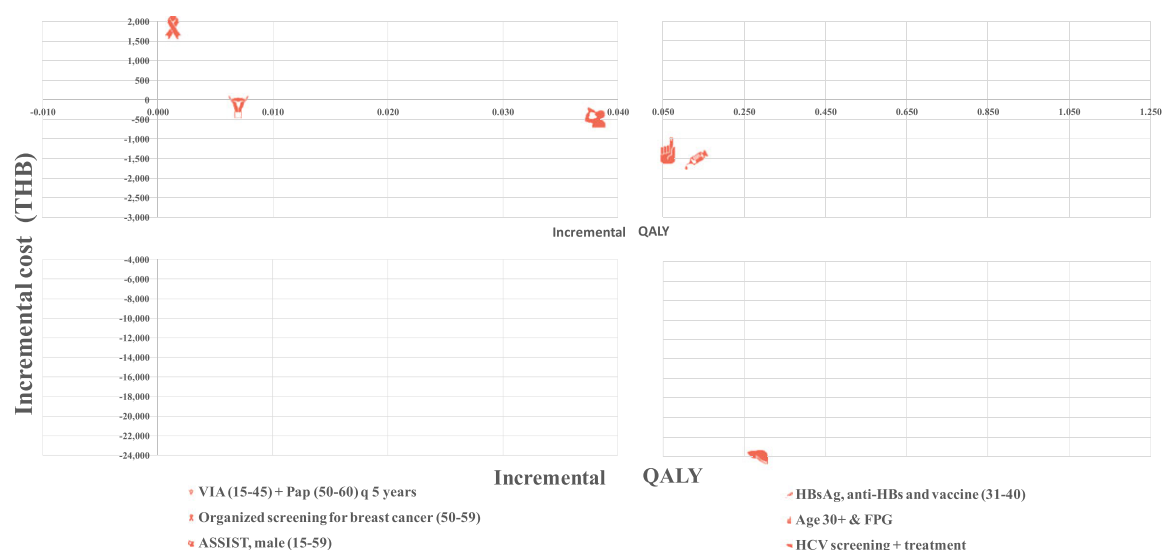 2,000
1,500
1,000
500
0
-0.010 0.000 0.010 0.020 0.030 0.040 0.050 0.250 0.450 0.650 0.850 1.050 1.250
-500
-1,000
-1,500
-2,000
-2,500
-3,000
Incremental QALY
Incremental cost (THB)
-4,000
-6,000
-8,000
-10,000
-12,000
-14,000
-16,000
-18,000
-20,000
-22,000
-24,000
Incremental QALY
VIA (15-45) + Pap (50-60) q 5 years
Organized screening for breast cancer (50-59)
ASSIST, male (15-59)
HBsAg, anti-HBs and vaccine (31-40)
Age 30+ & FPG
HCV screening + treatment